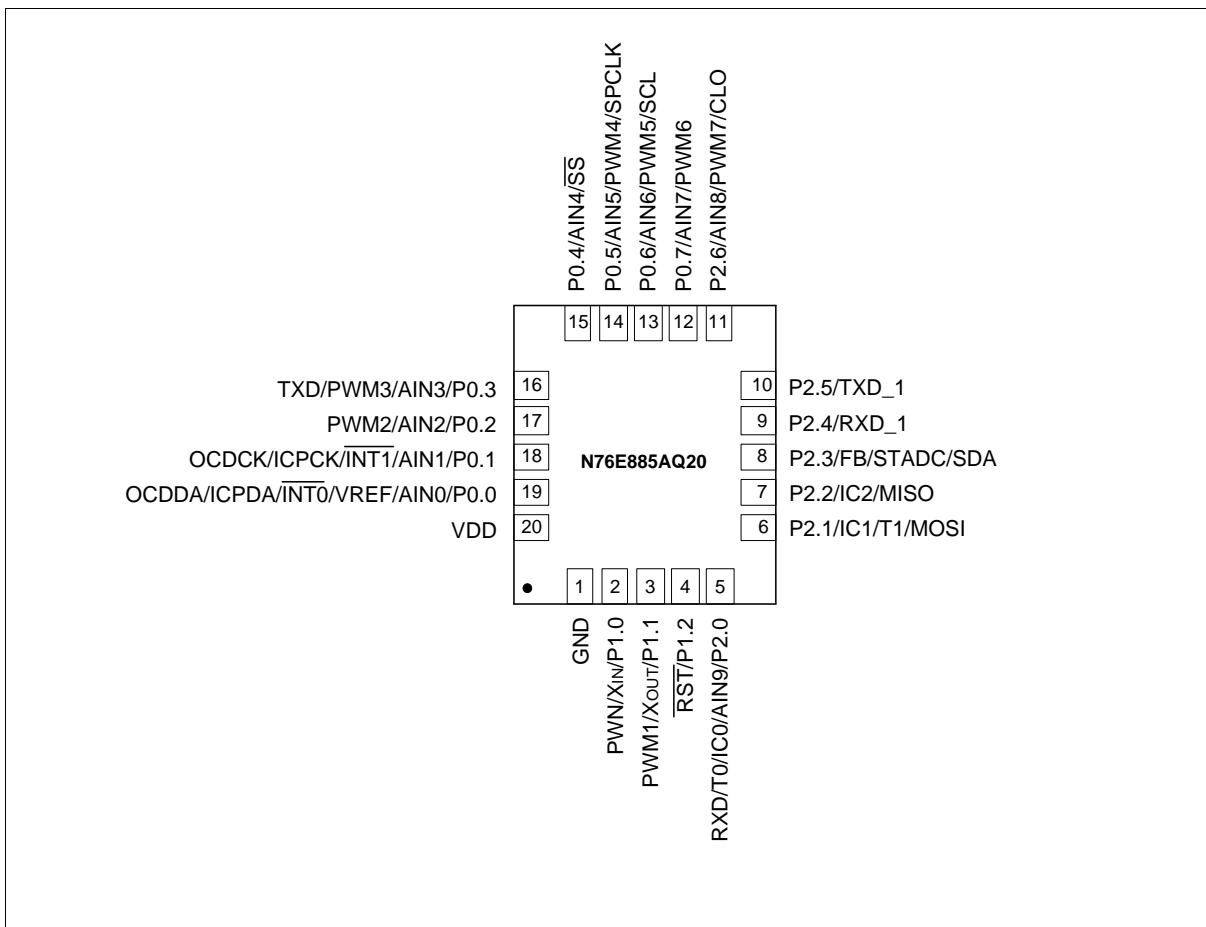 P0.4/AIN4/S̅S̅
P0.5/AIN5/PWM4/SPCLK
P0.6/AIN6/PWM5/SCL
P0.7/AIN7/PWM6
P2.6/AIN8/PWM7/CLO
15 14 13 12 11
TXD/PWM3/AIN3/P0.3 16
PWM2/AIN2/P0.2 17
OCDCK/ICPCK/I̅N̅T̅1̅/AIN1/P0.1 18
OCDDA/ICPDA/I̅N̅T̅0̅/VREF/AIN0/P0.0 19
VDD 20
N76E885AQ20
10 P2.5/TXD_1
9 P2.4/RXD_1
8 P2.3/FB/STADC/SDA
7 P2.2/IC2/MISO
6 P2.1/IC1/T1/MOSI
1 2 3 4 5
GND
PWN/XIN/P1.0
PWM1/XOUT/P1.1
R̅S̅T̅/P1.2
RXD/T0/IC0/AIN9/P2.0